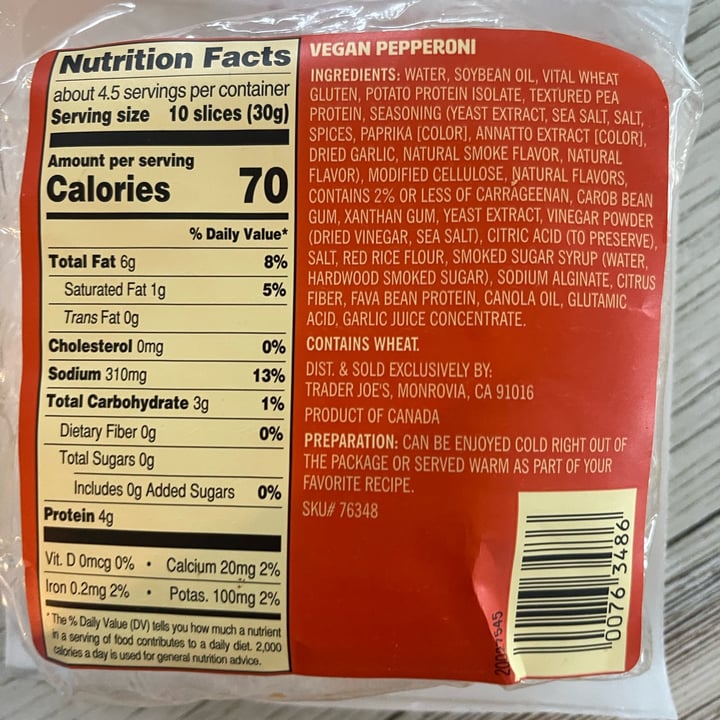 Nutrition Facts
about 4.5 servings per container
Serving size 10 slices (30g)
Amount per serving
Calories 70
% Daily Value*
Total Fat 6g 8%
Saturated Fat 1g 5%
Trans Fat 0g
Cholesterol 0mg 0%
Sodium 310mg 13%
Total Carbohydrate 3g 1%
Dietary Fiber 0g 0%
Total Sugars 0g
Includes 0g Added Sugars 0%
Protein 4g
Vit. D 0mcg 0% • Calcium 20mg 2%
Iron 0.2mg 2% • Potas. 100mg 2%
*The % Daily Value (DV) tells you how much a nutrient
in a serving of food contributes to a daily diet. 2,000
calories a day is used for general nutrition advice.
VEGAN PEPPERONI
INGREDIENTS: WATER, SOYBEAN OIL, VITAL WHEAT
GLUTEN, POTATO PROTEIN ISOLATE, TEXTURED PEA
PROTEIN, SEASONING (YEAST EXTRACT, SEA SALT, SALT,
SPICES, PAPRIKA [COLOR], ANNATTO EXTRACT [COLOR],
DRIED GARLIC, NATURAL SMOKE FLAVOR, NATURAL
FLAVOR), MODIFIED CELLULOSE, NATURAL FLAVORS,
CONTAINS 2% OR LESS OF CARRAGEENAN, CAROB BEAN
GUM, XANTHAN GUM, YEAST EXTRACT, VINEGAR POWDER
(DRIED VINEGAR, SEA SALT), CITRIC ACID (TO PRESERVE),
SALT, RED RICE FLOUR, SMOKED SUGAR SYRUP (WATER,
HARDWOOD SMOKED SUGAR), SODIUM ALGINATE, CITRUS
FIBER, FAVA BEAN PROTEIN, CANOLA OIL, GLUTAMIC
ACID, GARLIC JUICE CONCENTRATE.
CONTAINS WHEAT.
DIST. & SOLD EXCLUSIVELY BY:
TRADER JOE'S, MONROVIA, CA 91016
PRODUCT OF CANADA
PREPARATION: CAN BE ENJOYED COLD RIGHT OUT OF
THE PACKAGE OR SERVED WARM AS PART OF YOUR
FAVORITE RECIPE.
SKU# 76348
0076 3486